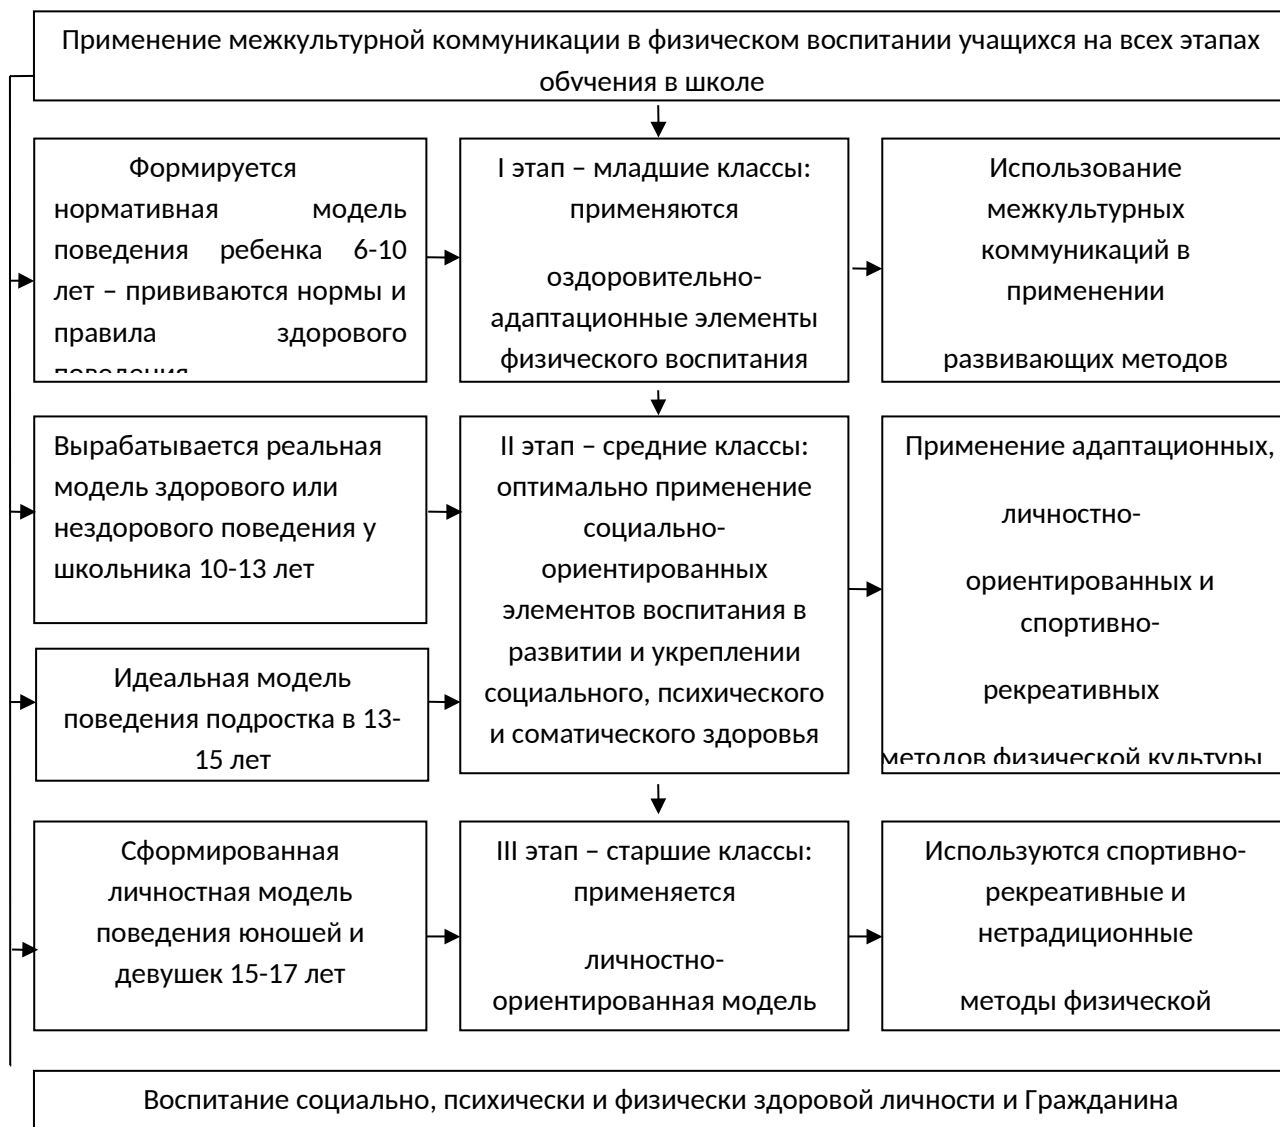 Применение межкультурной коммуникации в физическом воспитании учащихся на всех этапах
обучения в школе
Формируется
нормативная модель
поведения ребенка 6-10
лет – прививаются нормы и
правила здорового
поведения
I этап – младшие классы:
применяются
оздоровительно-
адаптационные элементы
физического воспитания
Использование
межкультурных
коммуникаций в
применении
развивающих методов
Вырабатывается реальная
модель здорового или
нездорового поведения у
школьника 10-13 лет
Идеальная модель
поведения подростка в 13-
15 лет
II этап – средние классы:
оптимально применение
социально-
ориентированных
элементов воспитания в
развитии и укреплении
социального, психического
и соматического здоровья
Применение адаптационных,
личностно-
ориентированных и
спортивно-
рекреативных
методов физической культуры
Сформированная
личностная модель
поведения юношей и
девушек 15-17 лет
III этап – старшие классы:
применяется
личностно-
ориентированная модель
Используются спортивно-
рекреативные и
нетрадиционные
методы физической
Воспитание социально, психически и физически здоровой личности и Гражданина